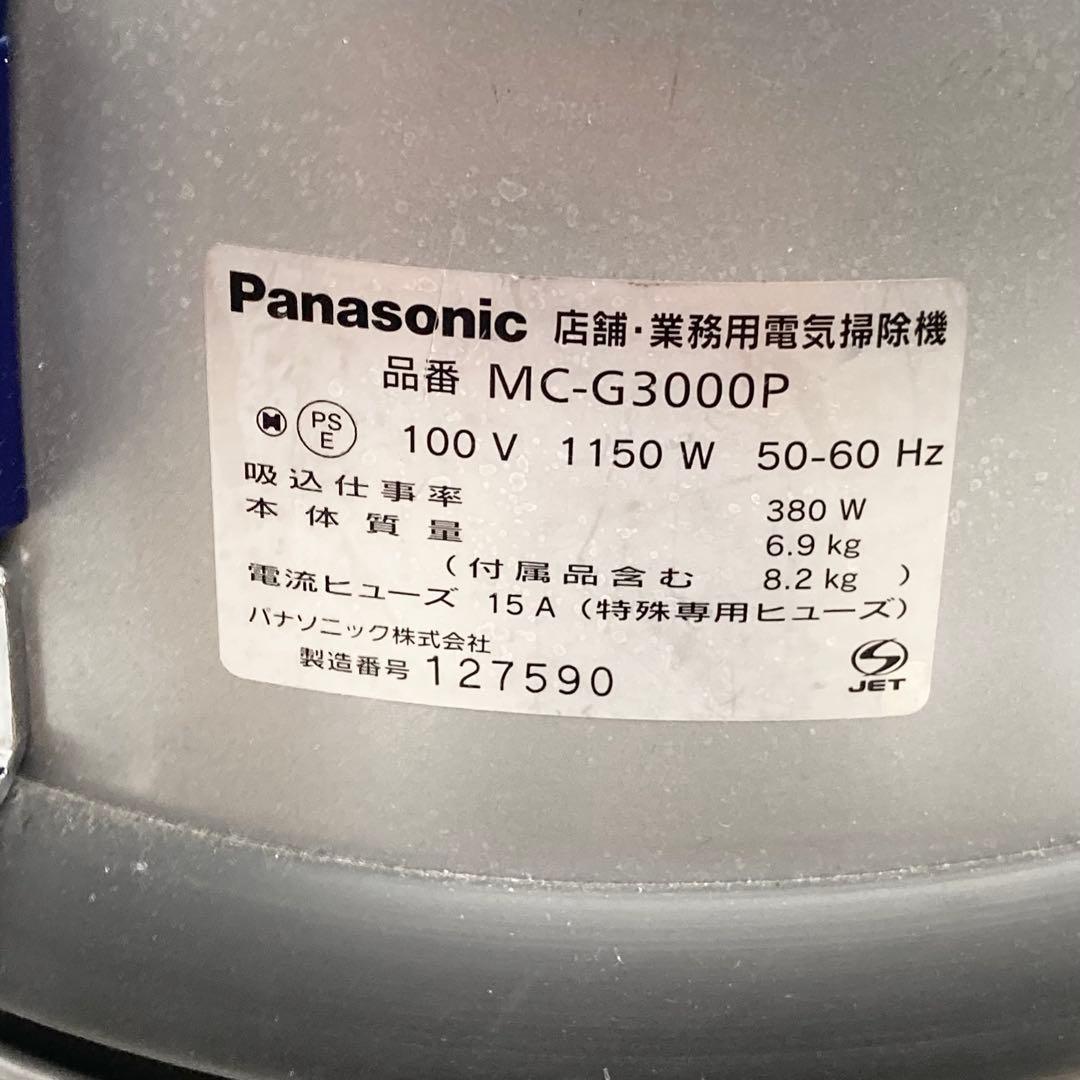 Panasonic 店舗・業務用電気掃除機
品番 MC-G3000P
PS E 100 V 1150 W 50-60 Hz
吸込仕事率 380 W
本体質量 6.9 kg
(付属品含む 8.2 kg )
電流ヒューズ 15 A (特殊専用ヒューズ)
パナソニック株式会社
製造番号 127590
JET